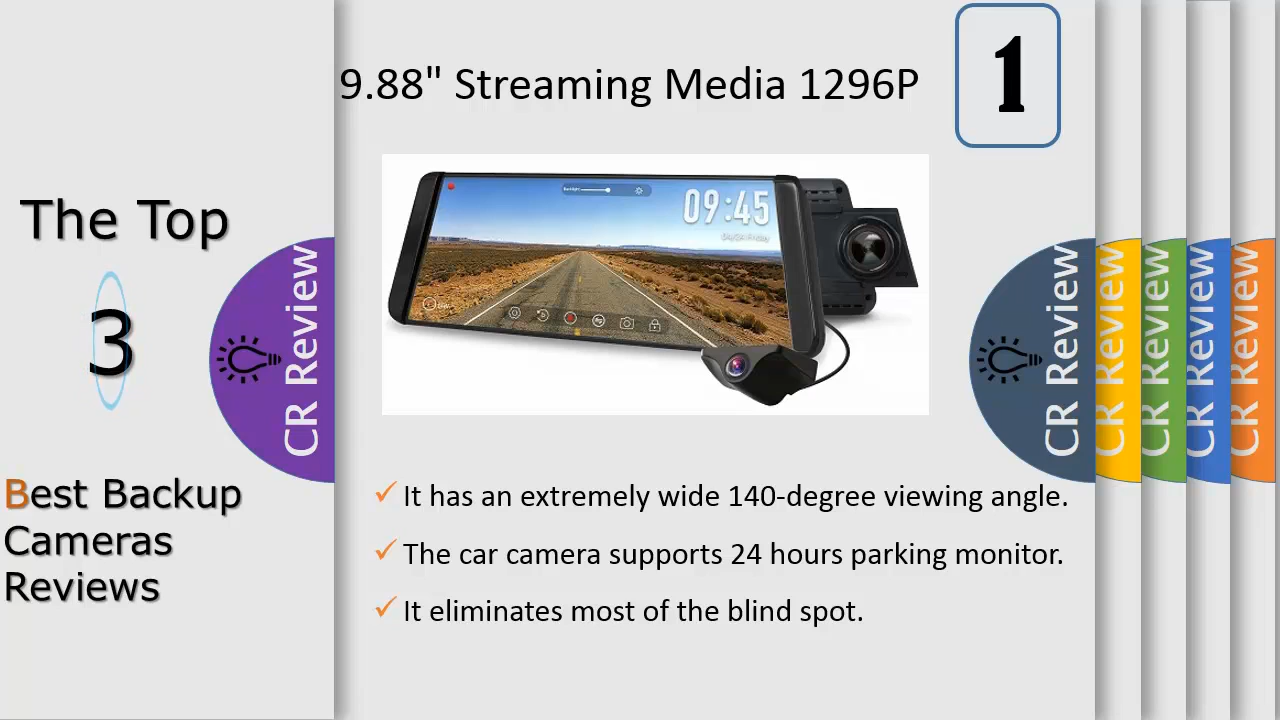 9.88" Streaming Media 1296P
1
The Top
3
Best Backup
Cameras
Reviews
CR Review
09:45
Friday
It has an extremely wide 140-degree viewing angle.
The car camera supports 24 hours parking monitor.
It eliminates most of the blind spot.
CR Review
CR Review
CR Review
CR Review
CR Review